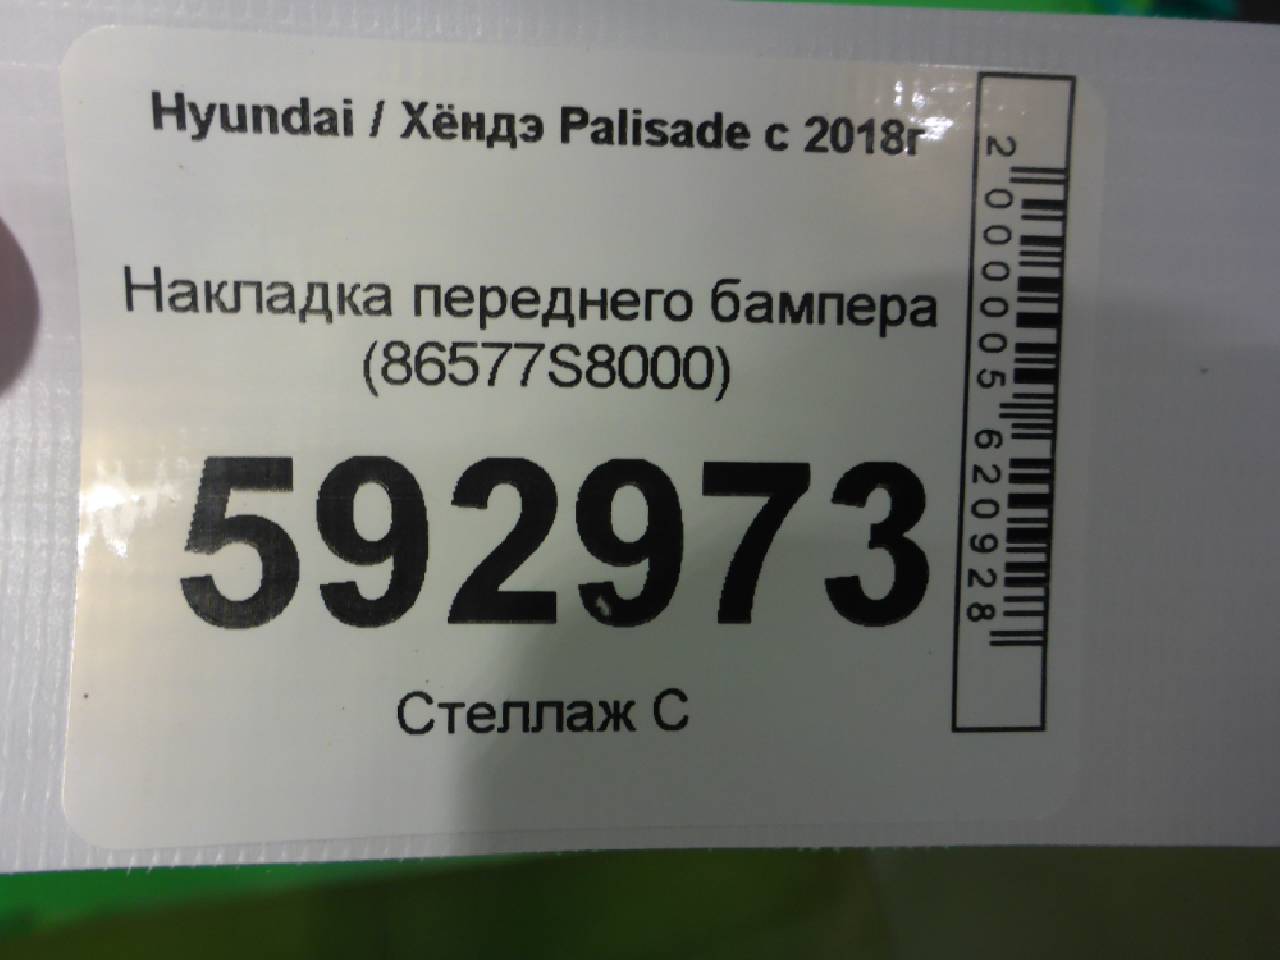 Hyundai / Хёндэ Palisade с 2018г
Накладка переднего бампера
(86577S8000)
592973
Стеллаж С
2000005620928